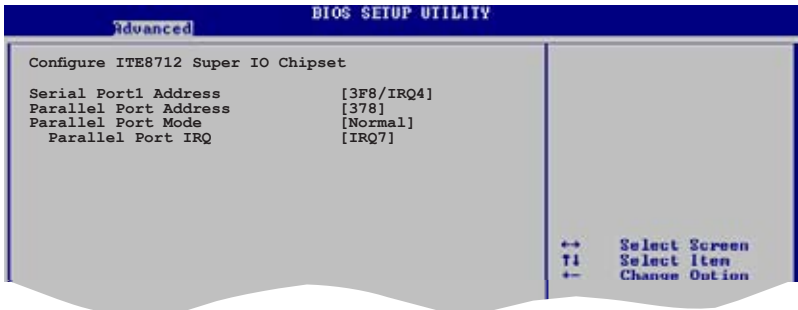 BIOS SETUP UTILITY
Advanced
Configure ITE8712 Super IO Chipset
Serial Port1 Address [3F8/IRQ4]
Parallel Port Address [378]
Parallel Port Mode [Normal]
Parallel Port IRQ [IRQ7]
←→ Select Screen
↑↓ Select Item
+- Change Option